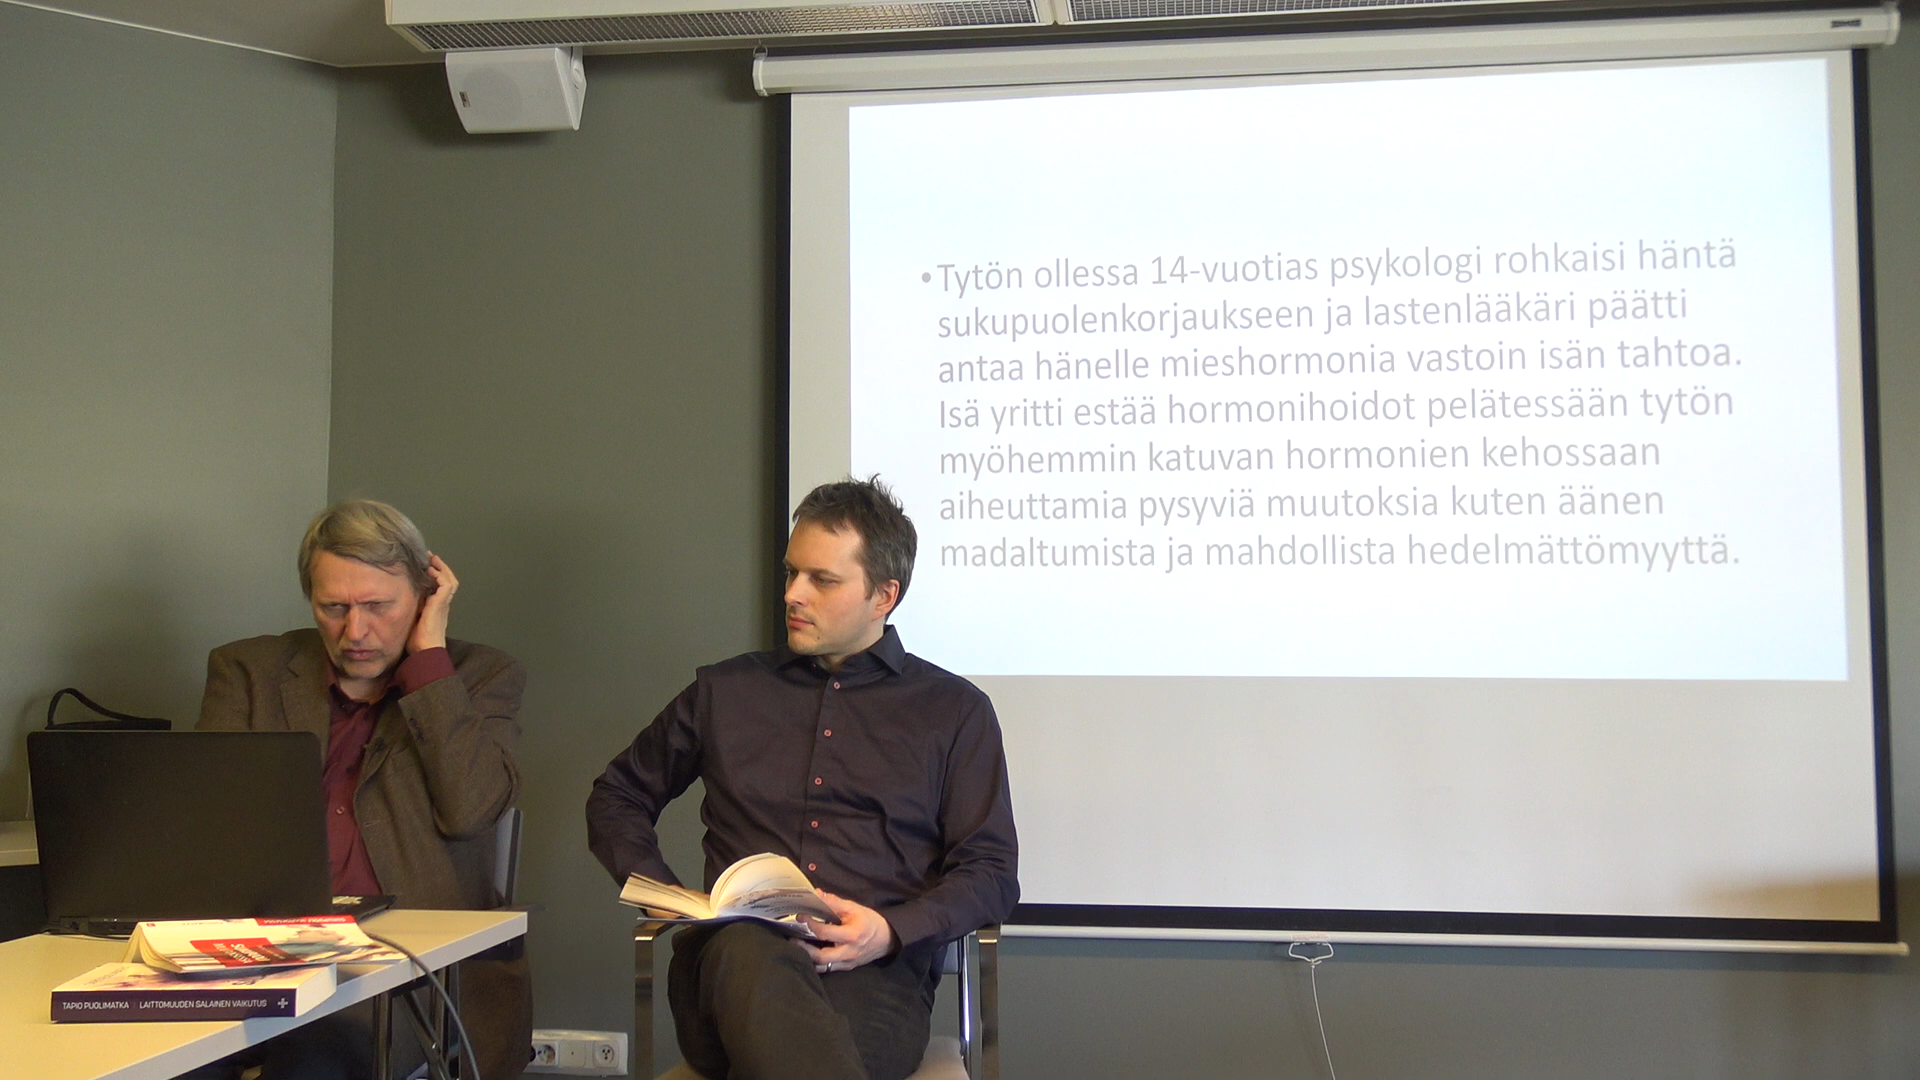 •Tytön ollessa 14-vuotias psykologi rohkaisi häntä
sukupuolenkorjaukseen ja lastenlääkäri päätti
antaa hänelle mieshormonia vastoin isän tahtoa.
Isä yritti estää hormonihoidot pelätessään tytön
myöhemmin katuvan hormonien kehossaan
aiheuttamia pysyviä muutoksia kuten äänen
madaltumista ja mahdollista hedelmättömyyttä.
TAPIO PUOLIMATKA LAITTOMUUDEN SALAINEN VAIKUTUS